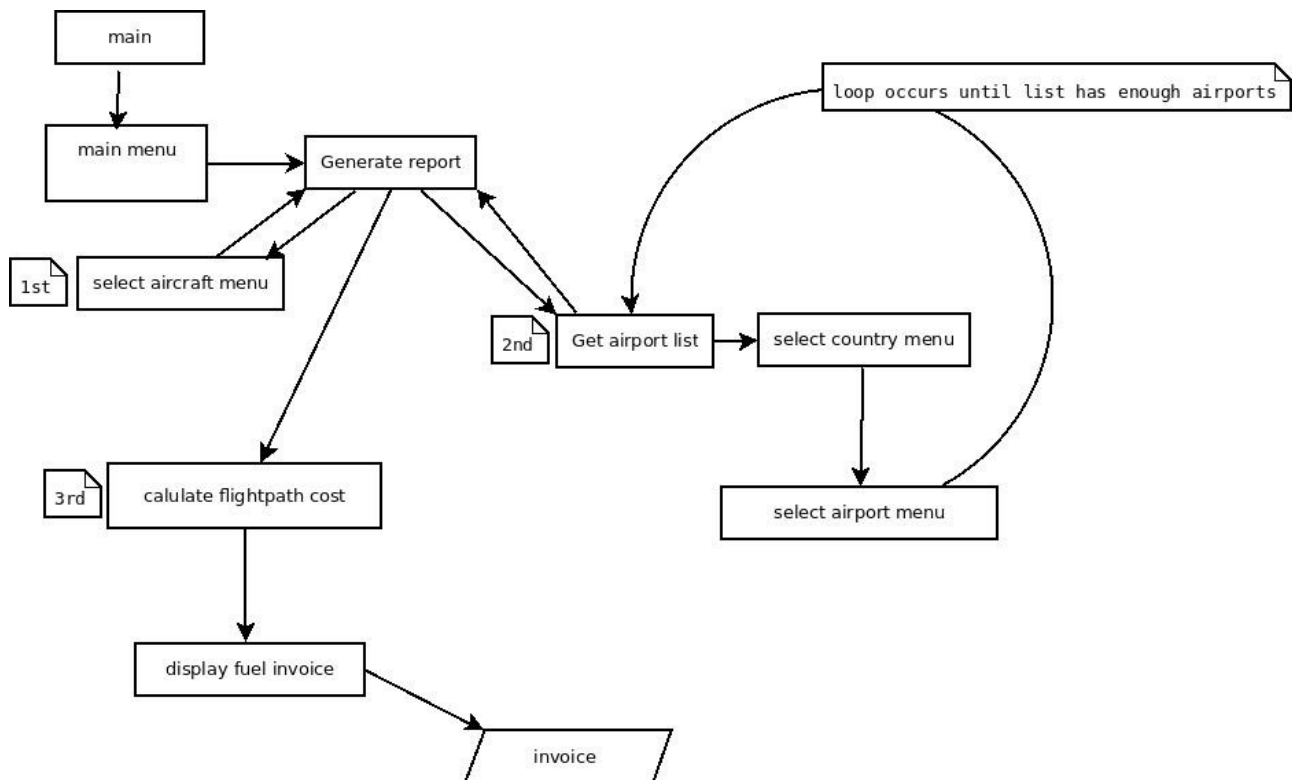 main
loop occurs until list has enough airports
main menu
Generate report
1st
select aircraft menu
2nd
Get airport list
select country menu
3rd
calulate flightpath cost
select airport menu
display fuel invoice
invoice